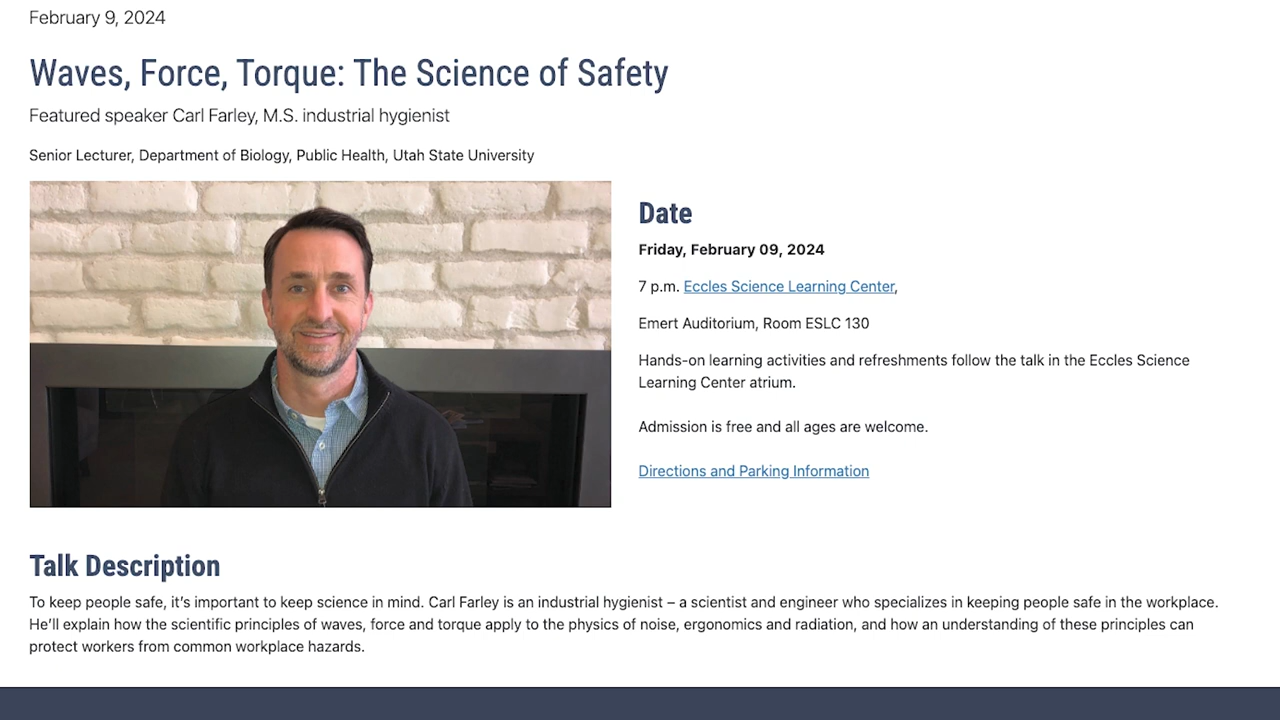 February 9, 2024
Waves, Force, Torque: The Science of Safety
Featured speaker Carl Farley, M.S. industrial hygienist
Senior Lecturer, Department of Biology, Public Health, Utah State University
Date
Friday, February 09, 2024
7 p.m. Eccles Science Learning Center,
Emert Auditorium, Room ESLC 130
Hands-on learning activities and refreshments follow the talk in the Eccles Science
Learning Center atrium.
Admission is free and all ages are welcome.
Directions and Parking Information
Talk Description
To keep people safe, it's important to keep science in mind. Carl Farley is an industrial hygienist – a scientist and engineer who specializes in keeping people safe in the workplace.
He'll explain how the scientific principles of waves, force and torque apply to the physics of noise, ergonomics and radiation, and how an understanding of these principles can
protect workers from common workplace hazards.